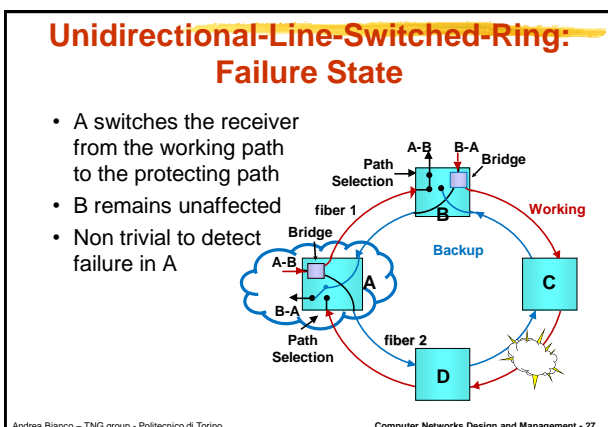 Unidirectional-Line-Switched-Ring:
Failure State
• A switches the receiver
from the working path
to the protecting path
• B remains unaffected
• Non trivial to detect
failure in A
A-B
B-A
Path
Selection
Bridge
B
fiber 1
Working
Bridge
Backup
A-B
A
C
B-A
Path
Selection
fiber 2
D
Andrea Bianco – TNG group - Politecnico di Torino
Computer Networks Design and Management - 27